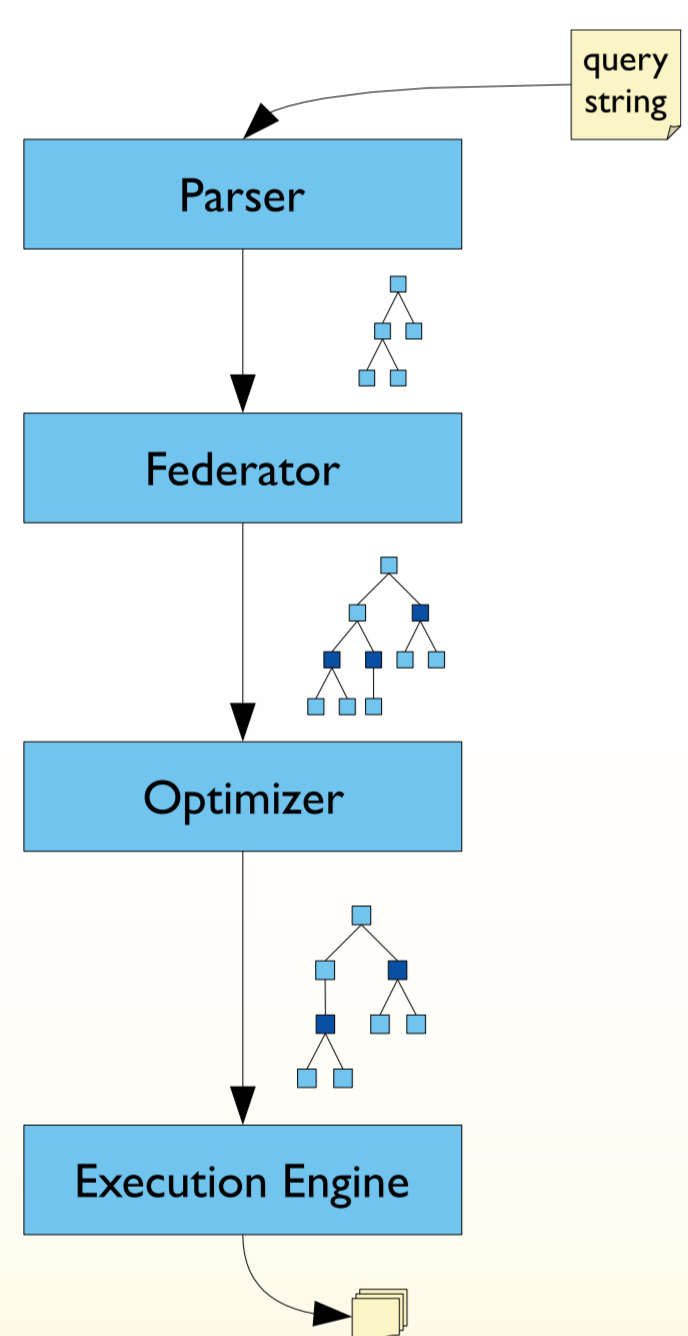 query
string
Parser
Federator
Optimizer
Execution Engine